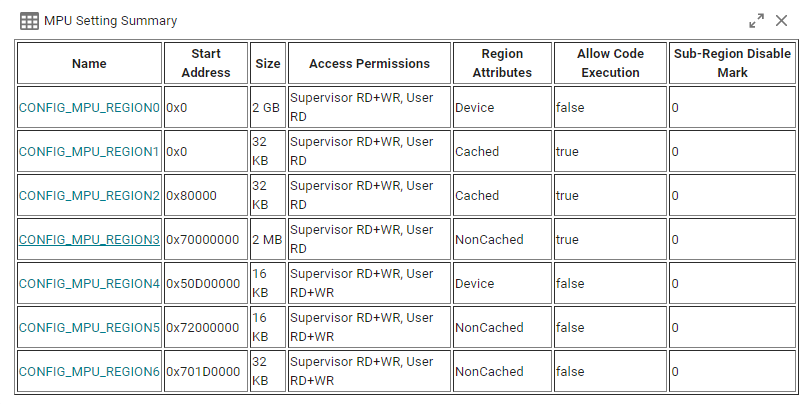 MPU Setting Summary
Name Start Address Size Access Permissions Region Attributes Allow Code Execution Sub-Region Disable Mark
CONFIG_MPU_REGION0 0x0 2 GB Supervisor RD+WR, User RD Device false 0
CONFIG_MPU_REGION1 0x0 32 KB Supervisor RD+WR, User RD Cached true 0
CONFIG_MPU_REGION2 0x80000 32 KB Supervisor RD+WR, User RD Cached true 0
CONFIG_MPU_REGION3 0x70000000 2 MB Supervisor RD+WR, User RD NonCached true 0
CONFIG_MPU_REGION4 0x50D00000 16 KB Supervisor RD+WR, User RD+WR Device false 0
CONFIG_MPU_REGION5 0x72000000 16 KB Supervisor RD+WR, User RD+WR NonCached false 0
CONFIG_MPU_REGION6 0x701D0000 32 KB Supervisor RD+WR, User RD+WR NonCached false 0